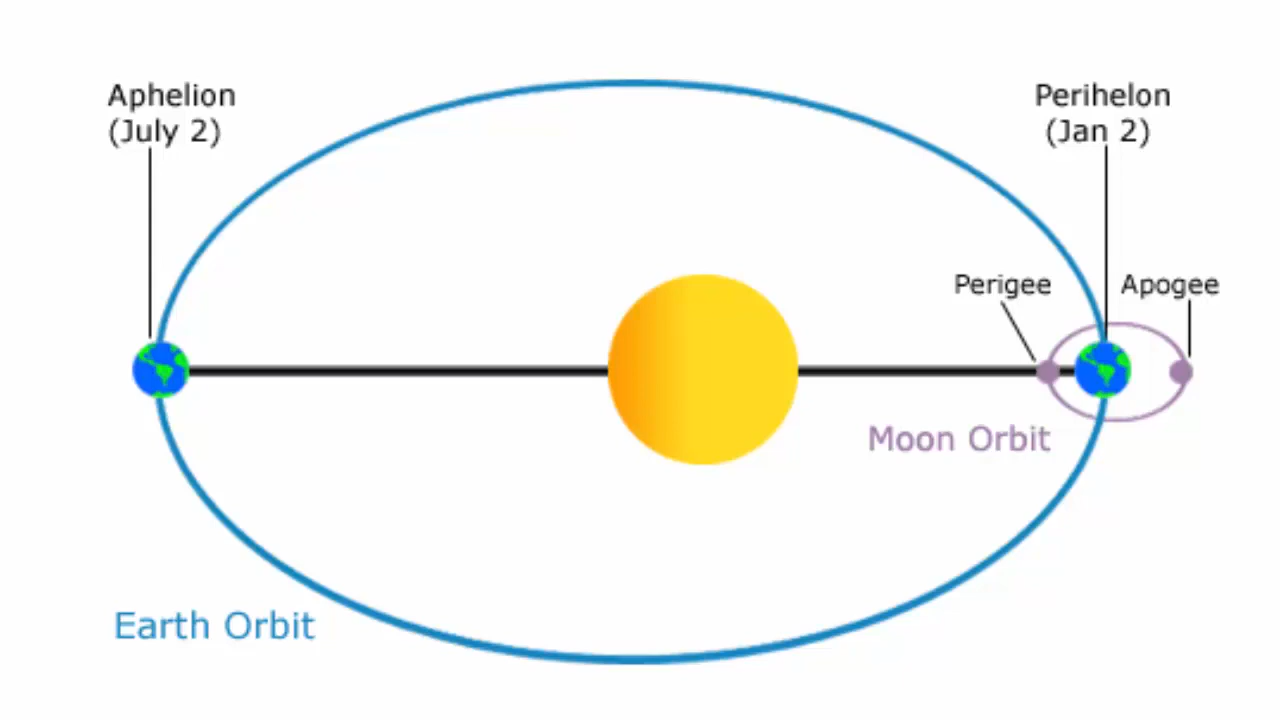 Aphelion
(July 2)
Perihelon
(Jan 2)
Perigee
Apogee
Moon Orbit
Earth Orbit